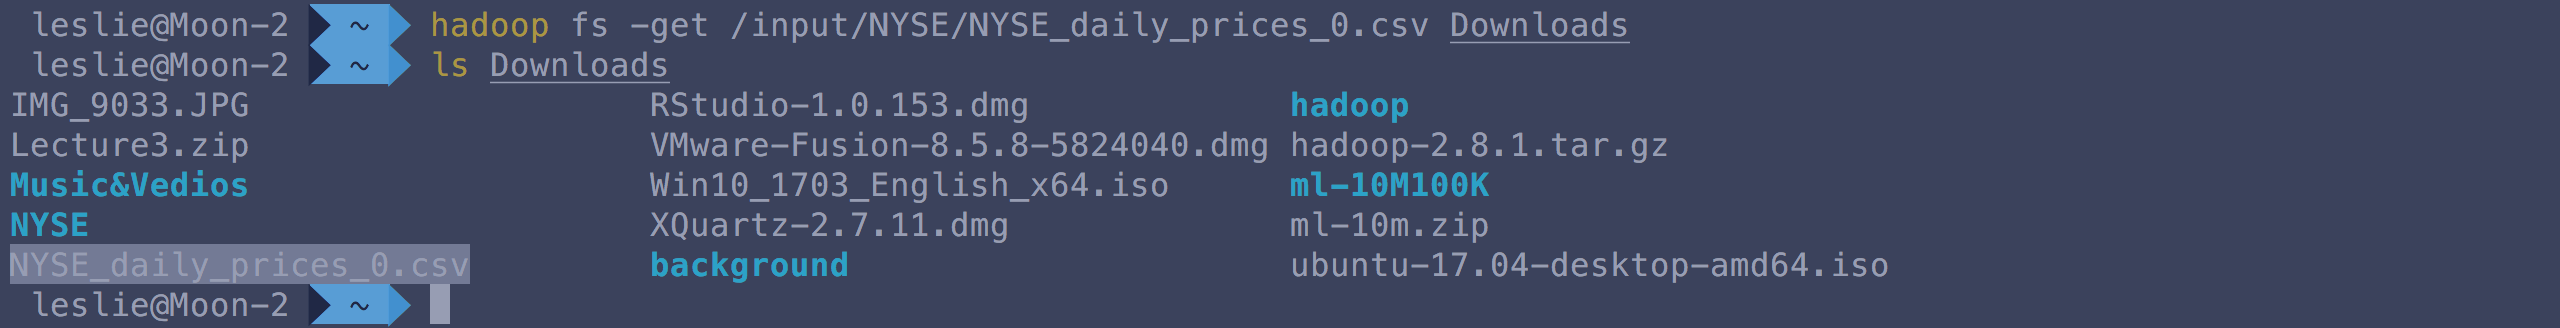 leslie@Moon-2 ~ hadoop fs -get /input/NYSE/NYSE_daily_prices_0.csv Downloads
leslie@Moon-2 ~ ls Downloads
IMG_9033.JPG RStudio-1.0.153.dmg hadoop
Lecture3.zip VMware-Fusion-8.5.8-5824040.dmg hadoop-2.8.1.tar.gz
Music&Vedios Win10_1703_English_x64.iso ml-10M100K
NYSE XQuartz-2.7.11.dmg ml-10m.zip
NYSE_daily_prices_0.csv background ubuntu-17.04-desktop-amd64.iso
leslie@Moon-2 ~